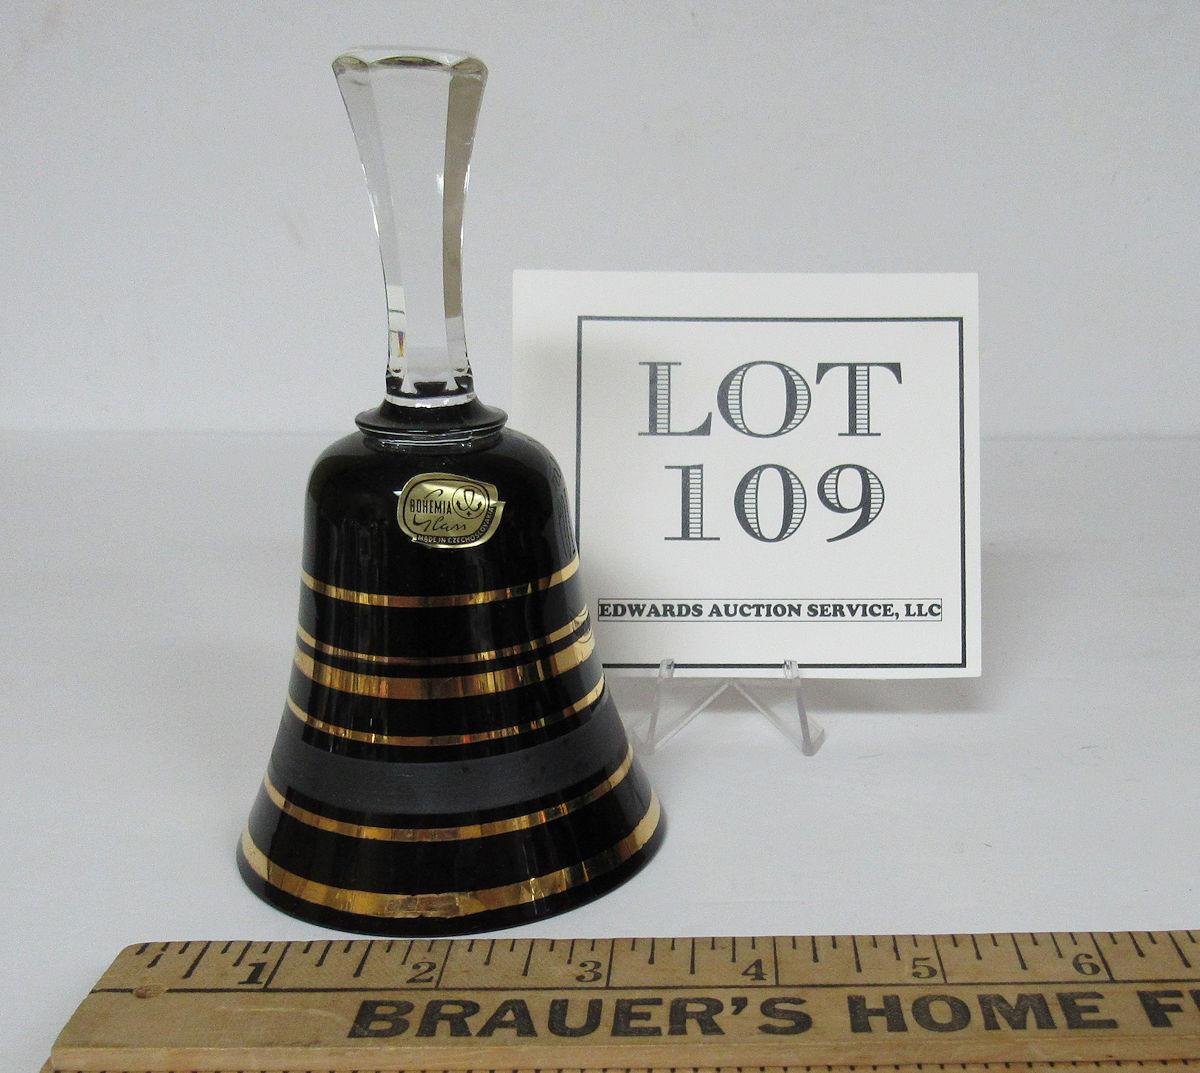 BOHEMIA
Glass
MADE IN CZECHOSLOVAKIA
LOT
109
EDWARDS AUCTION SERVICE, LLC
1 2 3 4 5 6
BRAUER'S HOME F